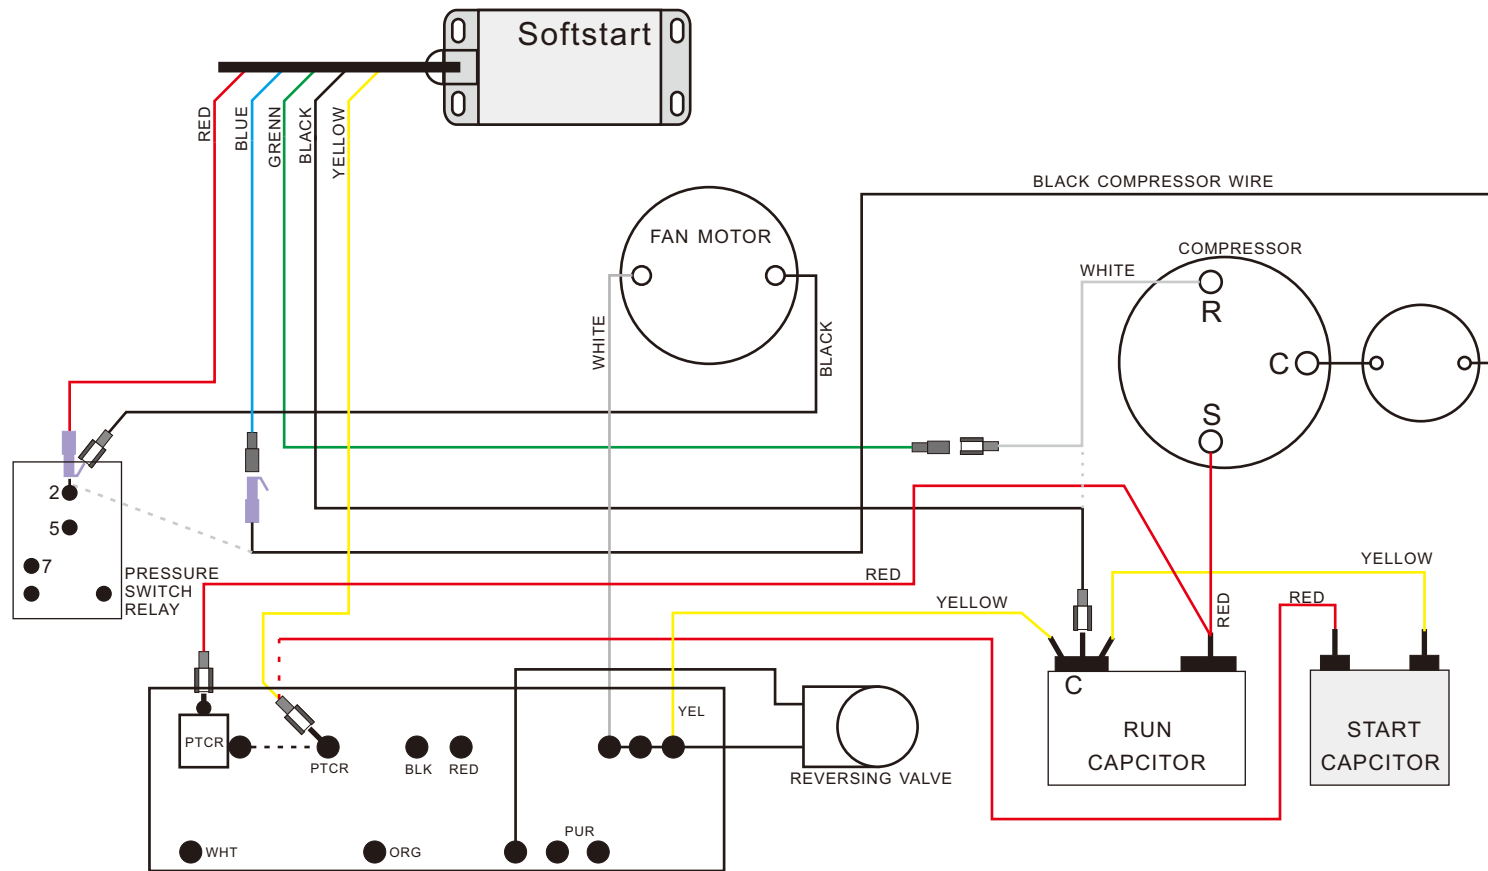 Softstart
RED
BLUE
GRENN
BLACK
YELLOW
BLACK COMPRESSOR WIRE
FAN MOTOR
COMPRESSOR
WHITE
R
WHITE
BLACK
C
S
2
5
7
PRESSURE
SWITCH
RELAY
RED
YELLOW
YELLOW
RED
RED
C
YEL
PTCR
PTCR
BLK
RED
REVERSING VALVE
RUN
CAPCITOR
START
CAPCITOR
WHT
ORG
PUR